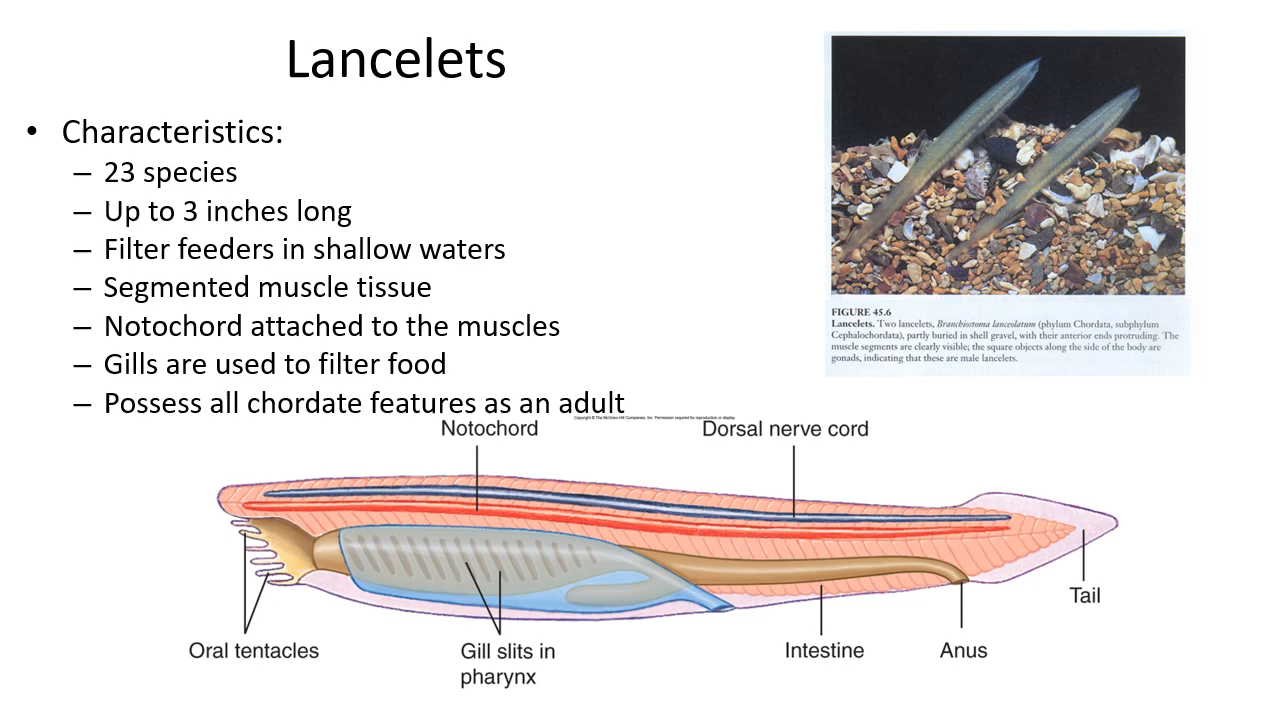 Lancelets
• Characteristics:
– 23 species
– Up to 3 inches long
– Filter feeders in shallow waters
– Segmented muscle tissue
– Notochord attached to the muscles
– Gills are used to filter food
– Possess all chordate features as an adult
FIGURE 45.6
Lancelets. Two lancelets, Branchiostoma lanceolatum (phylum Chordata, subphylum
Cephalochordata), partly buried in shell gravel, with their anterior ends protruding. The
muscle segments are clearly visible; the square objects along the side of the body are
gonads, indicating that these are male lancelets.
Copyright © The McGraw-Hill Companies, Inc. Permission required for reproduction or display.
Notochord
Dorsal nerve cord
Tail
Oral tentacles
Gill slits in
pharynx
Intestine
Anus